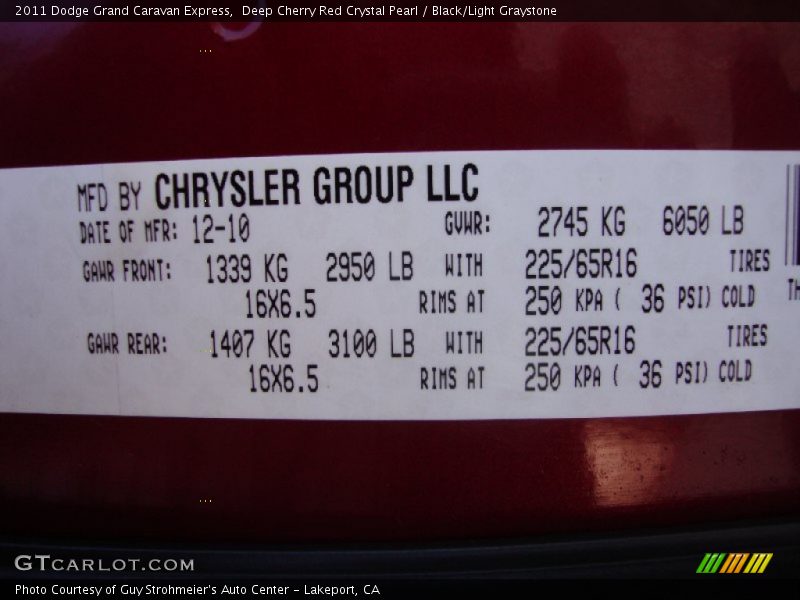 2011 Dodge Grand Caravan Express,  Deep Cherry Red Crystal Pearl / Black/Light Graystone
MFD BY CHRYSLER GROUP LLC
DATE OF MFR: 12-10 GVWR: 2745 KG 6050 LB
GAWR FRONT: 1339 KG 2950 LB WITH 225/65R16 TIRES
16X6.5 RIMS AT 250 KPA ( 36 PSI) COLD
GAWR REAR: 1407 KG 3100 LB WITH 225/65R16 TIRES
16X6.5 RIMS AT 250 KPA ( 36 PSI) COLD
GTCARLOT.COM
Photo Courtesy of Guy Strohmeier's Auto Center - Lakeport, CA